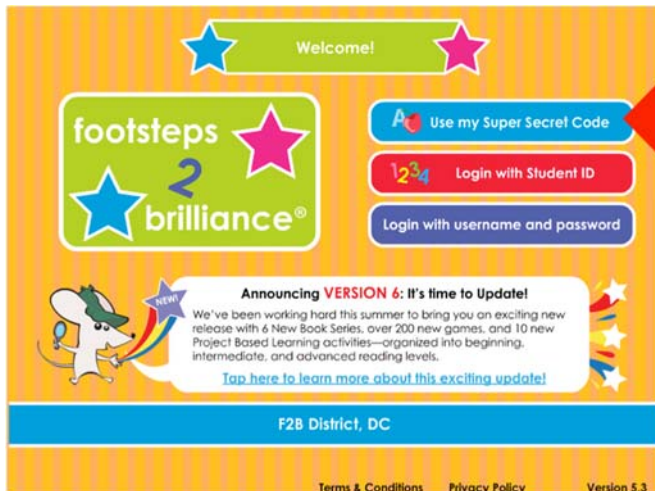 Welcome!
footsteps
2
brilliance®
A Use my Super Secret Code
1234 Login with Student ID
Login with username and password
NEW!
Announcing VERSION 6: It's time to Update!
We've been working hard this summer to bring you an exciting new
release with 6 New Book Series, over 200 new games, and 10 new
Project Based Learning activities—organized into beginning,
intermediate, and advanced reading levels.
Tap here to learn more about this exciting update!
F2B District, DC
Terms & Conditions Privacy Policy Version 5.3